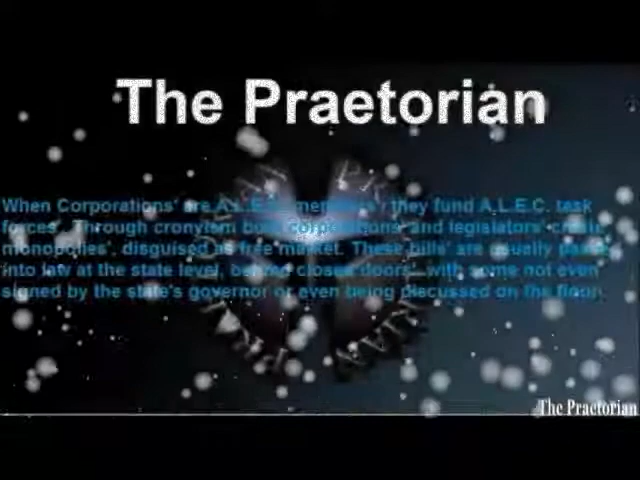 The Praetorian
When Corporations' are A.L.E.C. members', they fund A.L.E.C. task
forces'. Through cronyism both corporations' and legislators' create
monopolies', disguised as free market. These bills' are usually
into law at the state level, behind closed doors', with some not even
signed by the state's governor or even being discussed on the floor.
The Praetorian